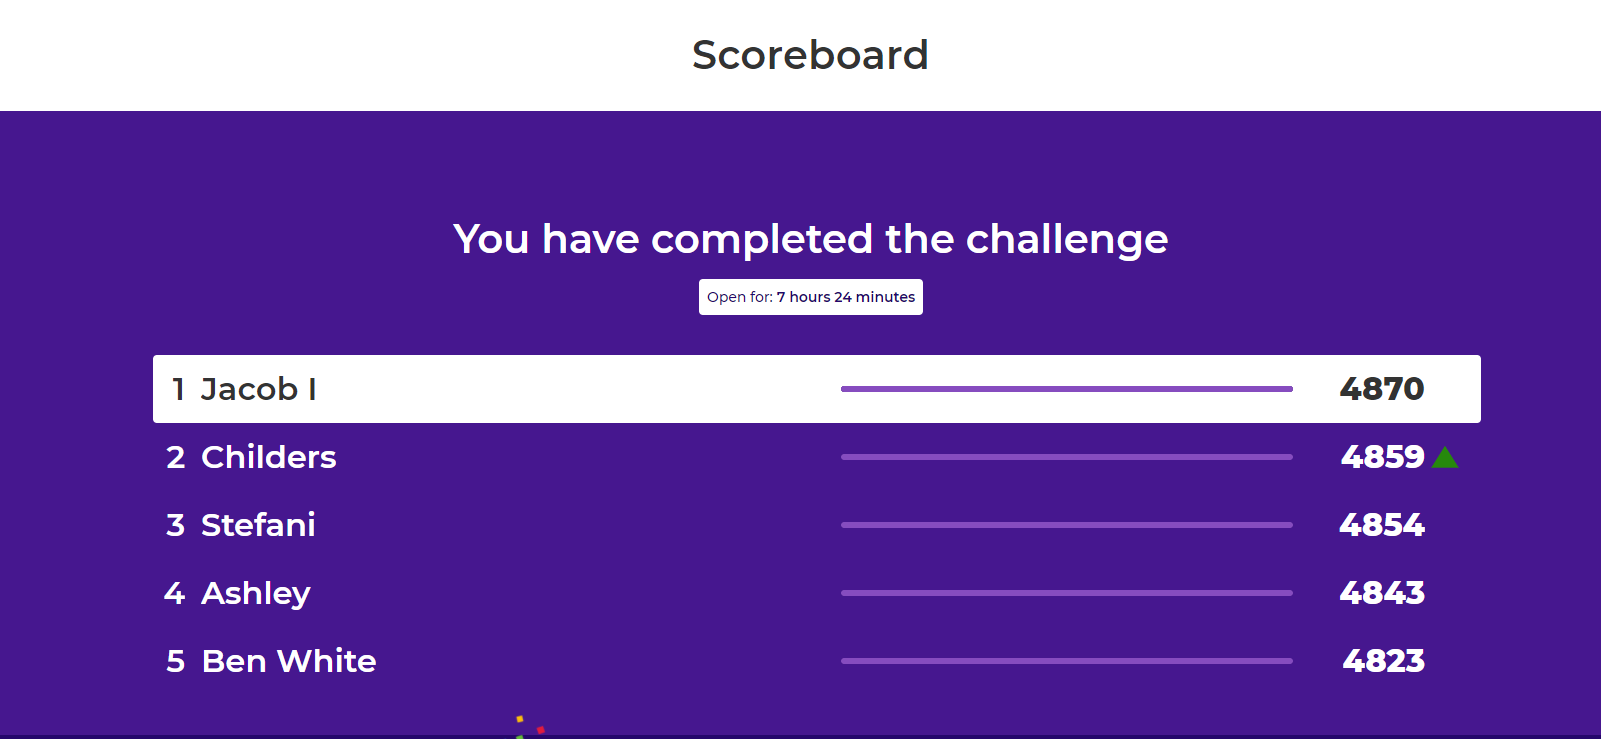 Scoreboard
You have completed the challenge
Open for: 7 hours 24 minutes
1 Jacob I 4870
2 Childers 4859
3 Stefani 4854
4 Ashley 4843
5 Ben White 4823